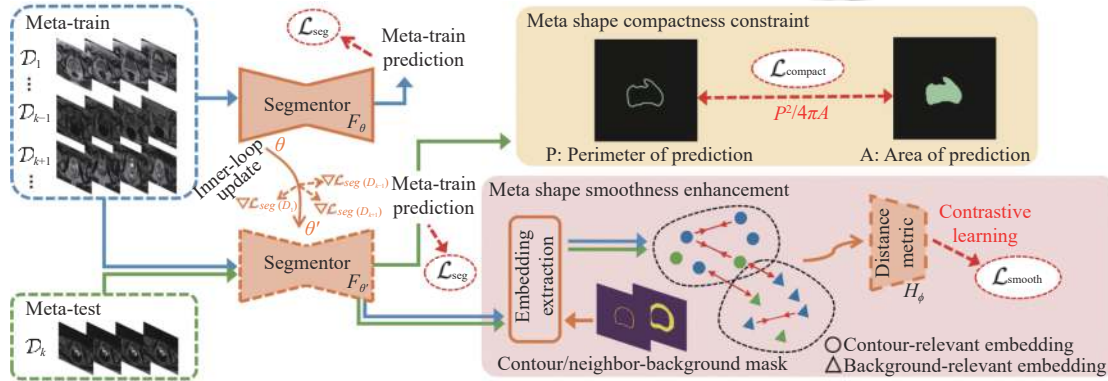 Meta-train
𝒟₁
⋮
𝒟ₖ₋₁
𝒟ₖ₊₁
⋮
Meta-test
𝒟ₖ
ℒseg
Meta-train
prediction
Segmentor
F_θ
θ
Inner-loop
update
∇ℒseg (Dₖ₋₁)
∇ℒseg (D₁)
∇ℒseg (Dₖ₊₁)
θ′
Meta-train
prediction
ℒseg
Segmentor
F_θ′
Meta shape compactness constraint
ℒcompact
P²/4πA
P: Perimeter of prediction
A: Area of prediction
Meta shape smoothness enhancement
Embedding
extraction
Contour/neighbor-background mask
Distance
metric
H_ϕ
Contrastive
learning
ℒsmooth
Contour-relevant embedding
Background-relevant embedding